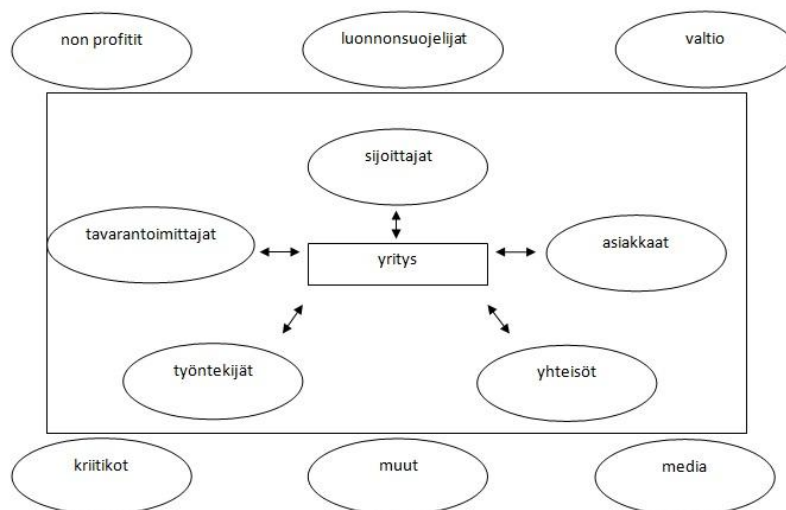 non profitit
luonnonsuojelijat
valtio
sijoittajat
tavarantoimittajat
yritys
asiakkaat
työntekijät
yhteisöt
kriitikot
muut
media